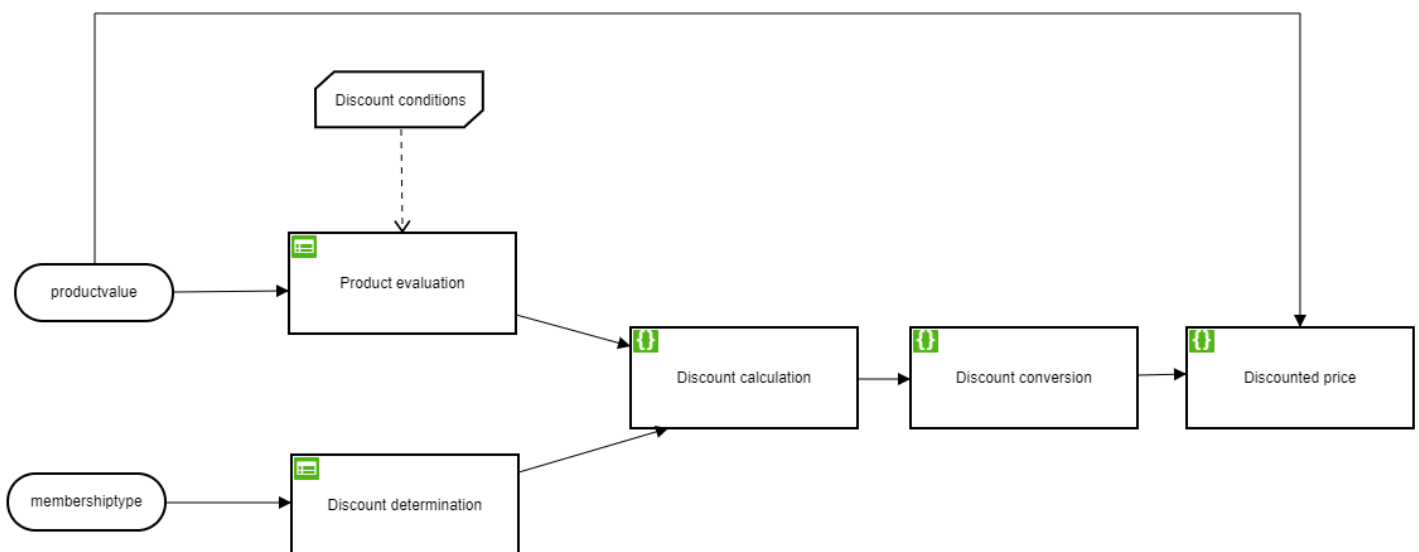 Discount conditions
Product evaluation
productvalue
{}
{}
{}
Discount calculation
Discount conversion
Discounted price
membershiptype
Discount determination